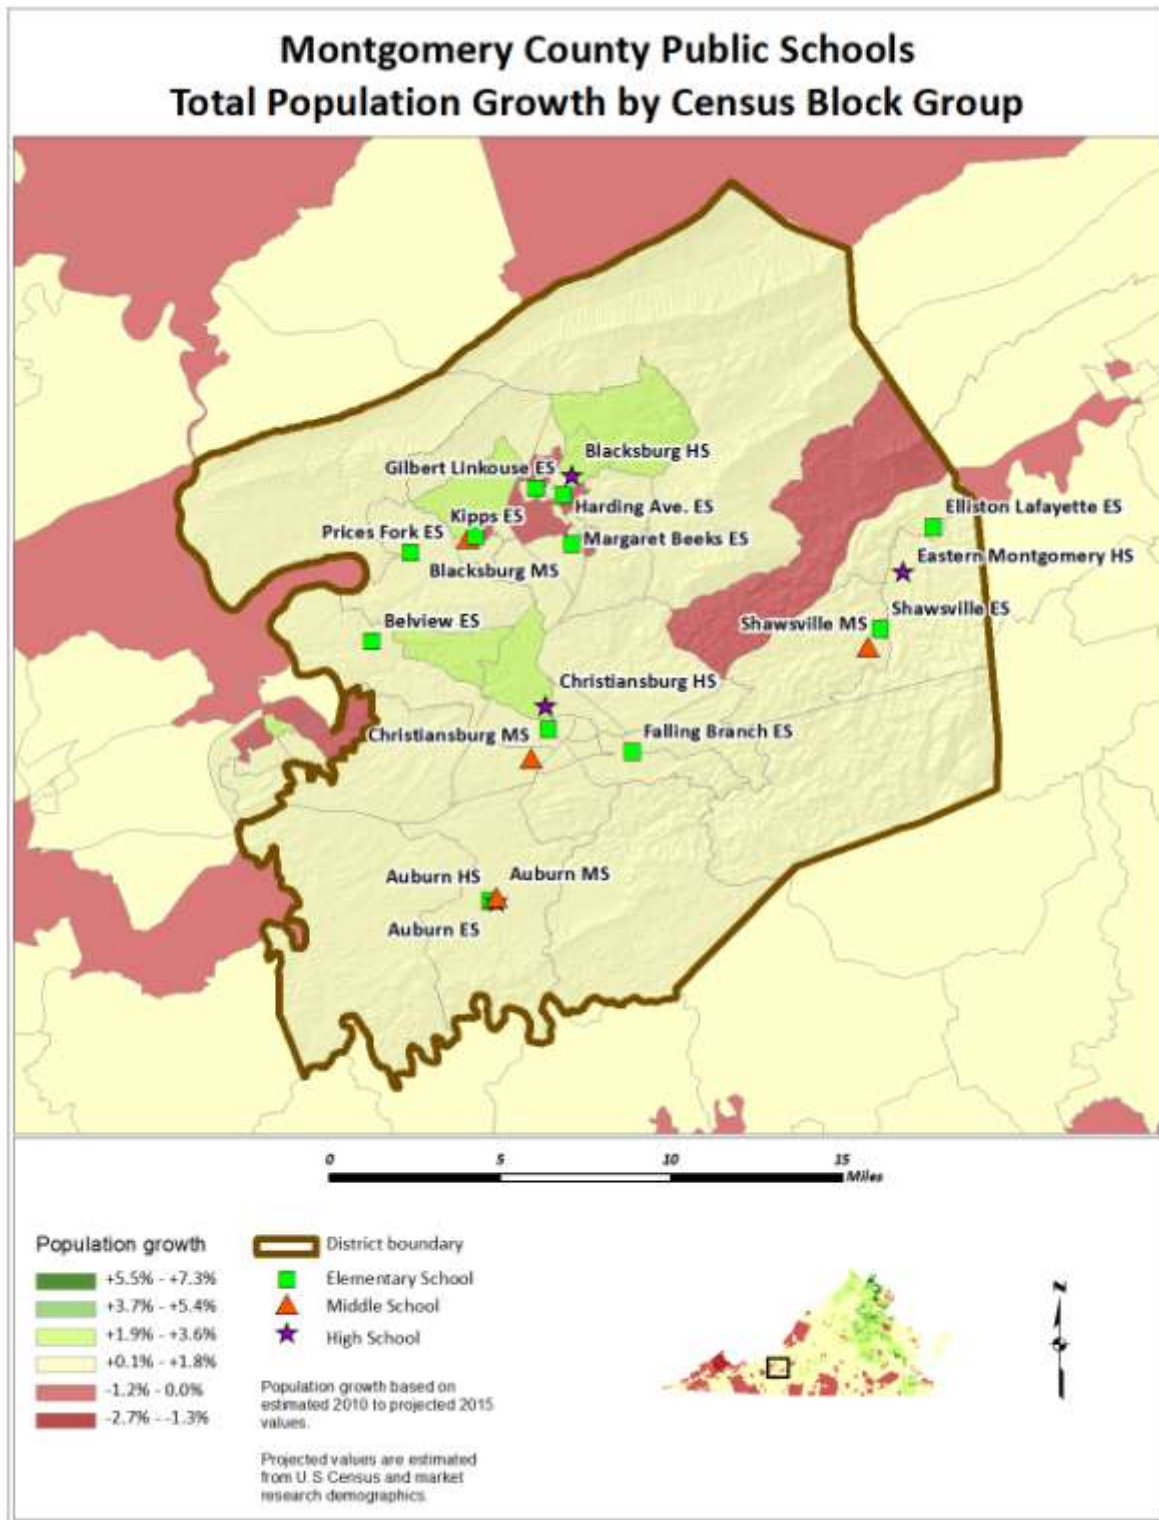 Montgomery County Public Schools
Total Population Growth by Census Block Group
Blacksburg HS
Gilbert Linkouse ES
Harding Ave. ES
Kipps ES
Prices Fork ES
Margaret Beeks ES
Blacksburg MS
Elliston Lafayette ES
Eastern Montgomery HS
Shawsville ES
Shawsville MS
Belview ES
Christiansburg HS
Christiansburg MS
Falling Branch ES
Auburn HS
Auburn MS
Auburn ES
0 5 10 15
Miles
Population growth
+5.5% - +7.3%
+3.7% - +5.4%
+1.9% - +3.6%
+0.1% - +1.8%
-1.2% - 0.0%
-2.7% - -1.3%
District boundary
Elementary School
Middle School
High School
Population growth based on
estimated 2010 to projected 2015
values.
Projected values are estimated
from U.S Census and market
research demographics.
N